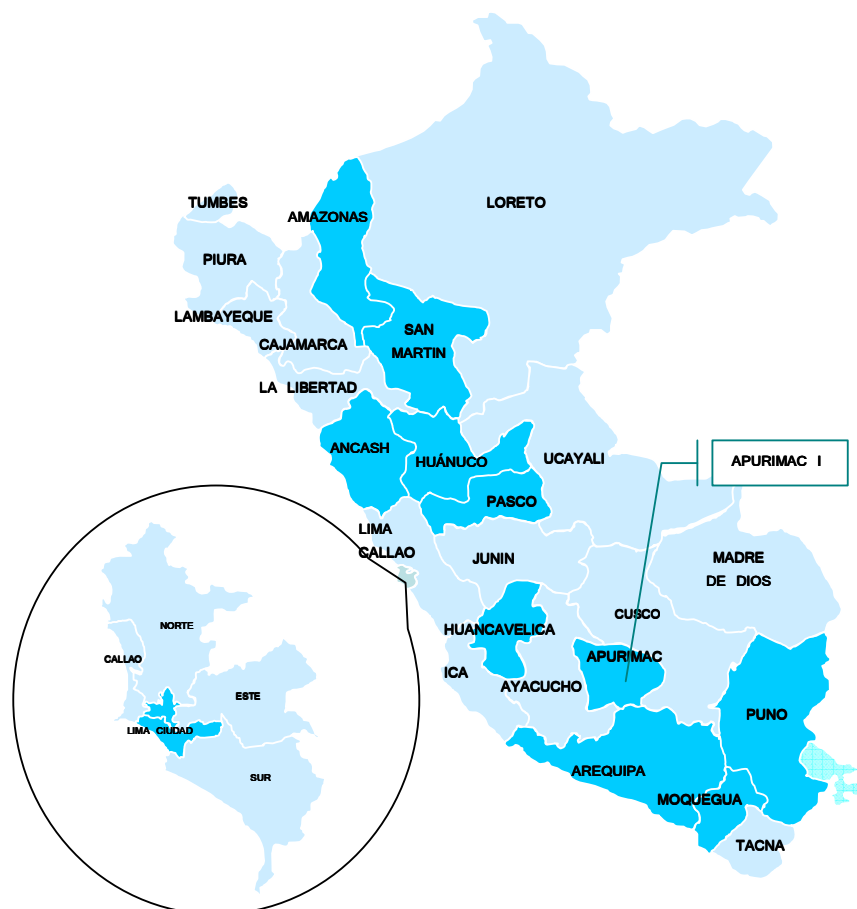 TUMBES
AMAZONAS
LORETO
PIURA
LAMBAYEQUE
CAJAMARCA
SAN
MARTIN
LA LIBERTAD
ANCASH
HUÁNUCO
UCAYALI
APURIMAC I
PASCO
LIMA
CALLAO
JUNIN
MADRE
DE DIOS
CUSCO
HUANCAVELICA
APURIMAC
ICA
AYACUCHO
PUNO
AREQUIPA
MOQUEGUA
TACNA
NORTE
CALLAO
ESTE
LIMA CIUDAD
SUR